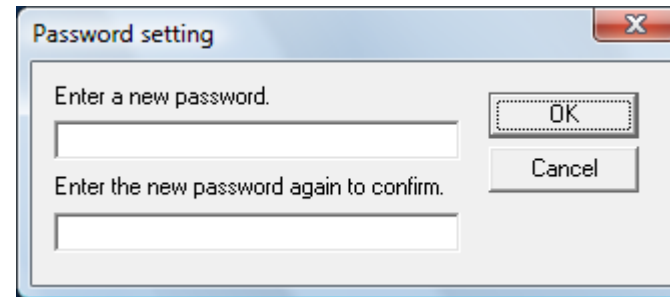 Password setting
Enter a new password.
OK
Cancel
Enter the new password again to confirm.